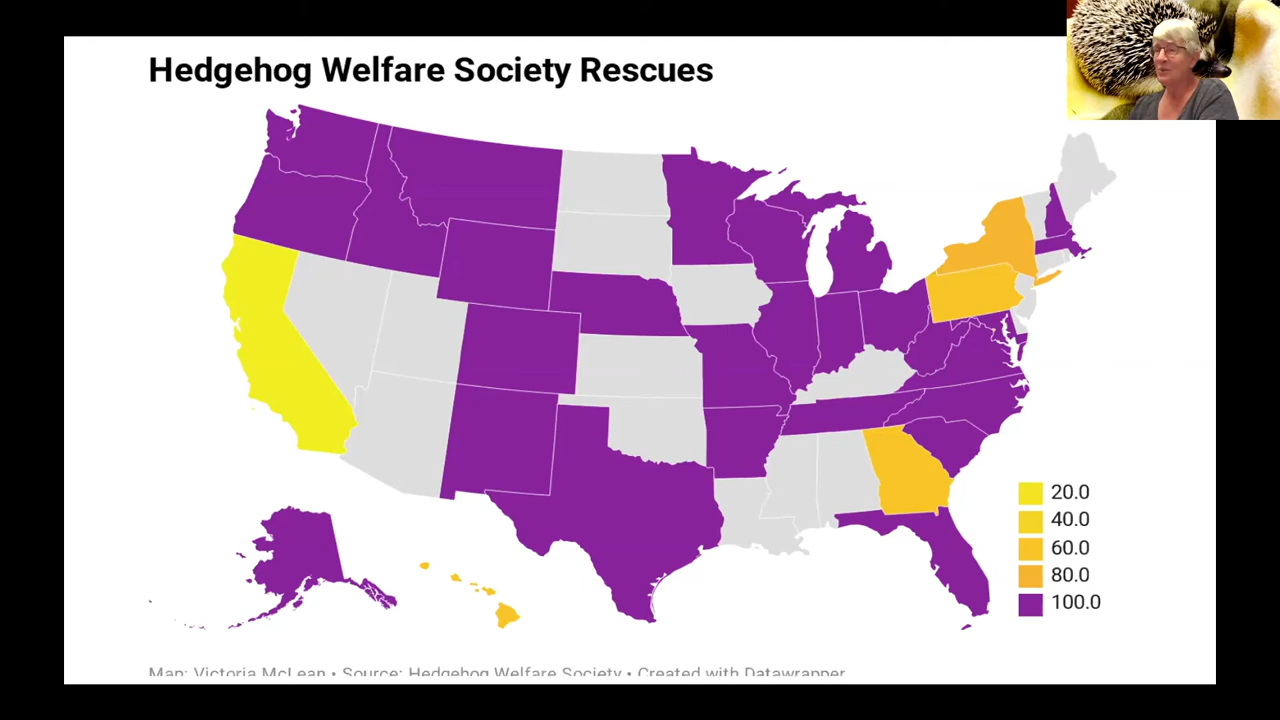 Hedgehog Welfare Society Rescues
20.0
40.0
60.0
80.0
100.0
Map: Victoria McLean • Source: Hedgehog Welfare Society • Created with Datawrapper